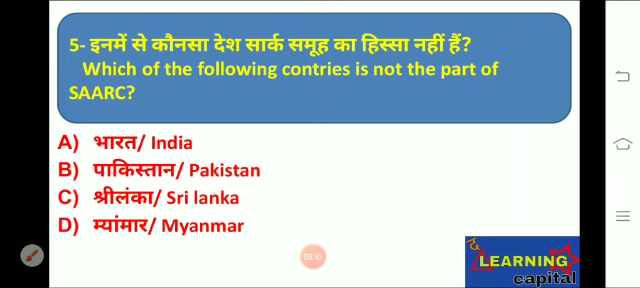 5- इनमें से कौनसा देश सार्क समूह का हिस्सा नहीं हैं?
Which of the following contries is not the part of
SAARC?
A) भारत/ India
B) पाकिस्तान/ Pakistan
C) श्रीलंका/ Sri lanka
D) म्यांमार/ Myanmar
LEARNING
capital